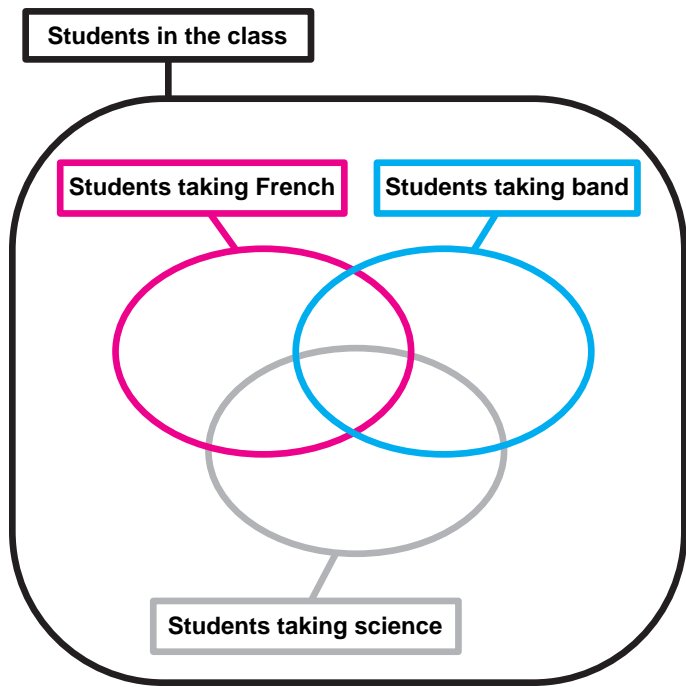 Students in the class
Students taking French
Students taking band
Students taking science